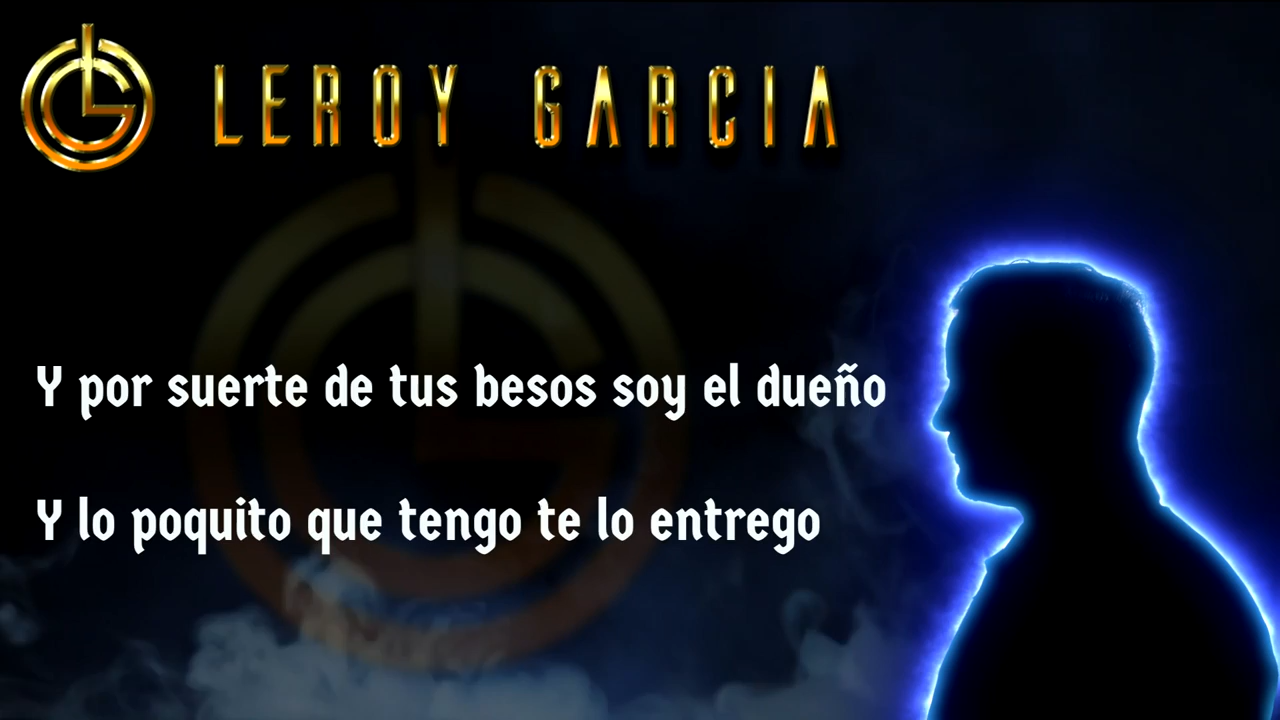 LEROY GARCIA
Y por suerte de tus besos soy el dueño
Y lo poquito que tengo te lo entrego